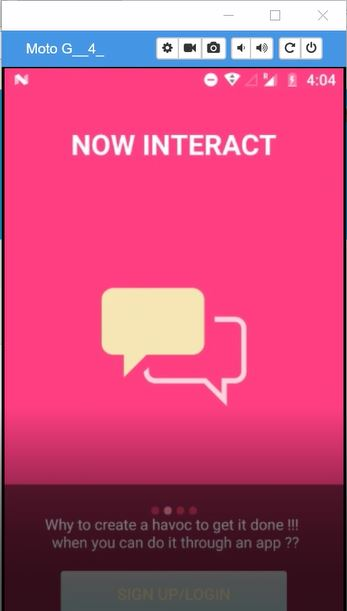 Moto G__4_
4:04
NOW INTERACT
Why to create a havoc to get it done !!!
when you can do it through an app ??
SIGN UP/LOGIN